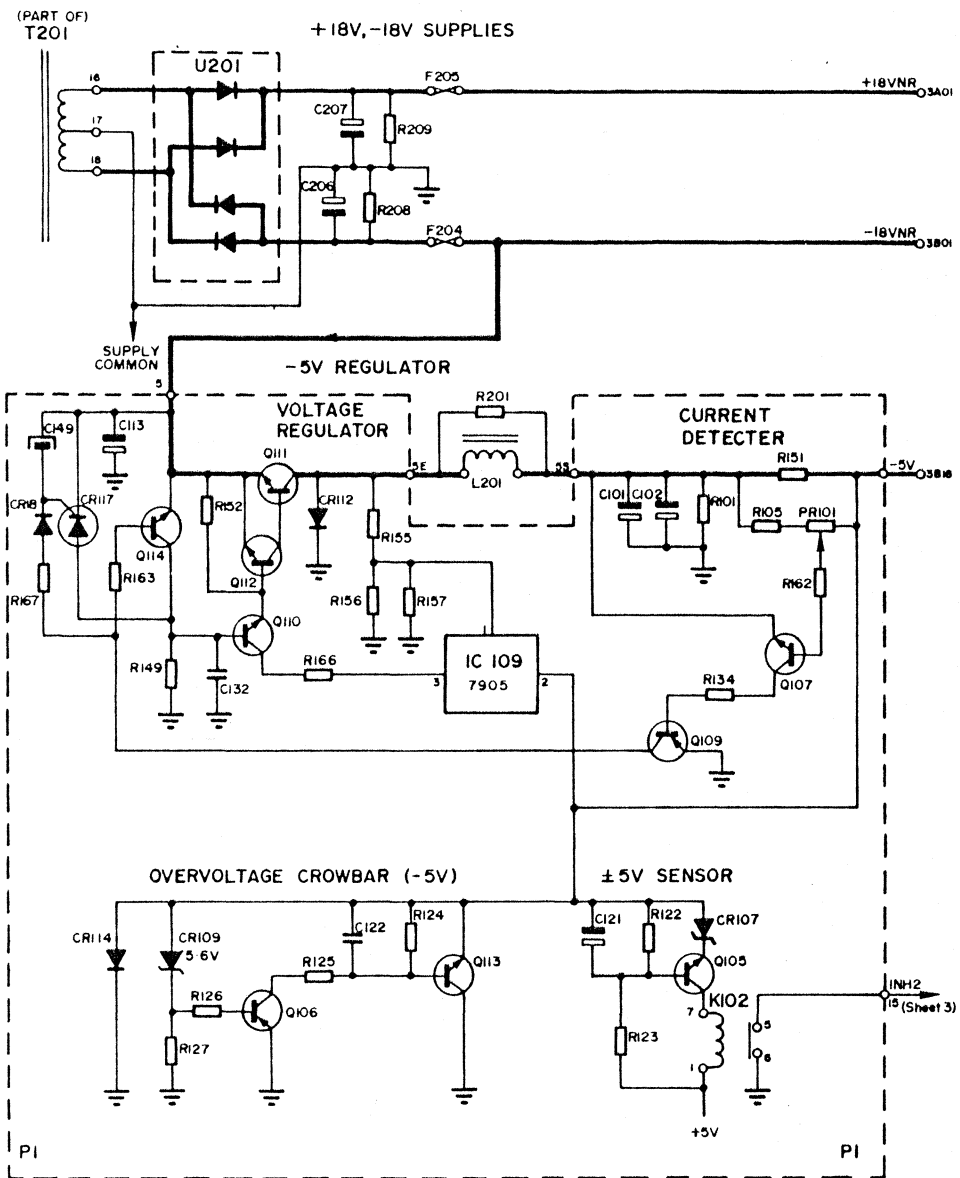 (PART OF)
T201
+18V,-18V SUPPLIES
U201
16
17
18
F205
+18VNR
3A01
C207
R209
C206
R208
F204
-18VNR
3B01
SUPPLY
COMMON
-5V REGULATOR
5
VOLTAGE
REGULATOR
R201
CURRENT
DETECTER
C149
C113
Q111
5E
L201
5S
R151
-5V
3B18
CR118
CR117
R152
CR112
C101
C102
R101
R105
PR101
Q114
R155
Q112
R163
R167
R156
R157
R162
Q110
R149
C132
R166
3
IC 109
7905
2
R134
Q107
Q109
OVERVOLTAGE CROWBAR (-5V)
±5V SENSOR
CR114
CR109
5·6V
C122
R124
C121
R122
CR107
R125
Q113
Q105
R126
Q106
K102
INH2
15
(Sheet 3)
7
5
R127
R123
6
1
+5V
P1
P1